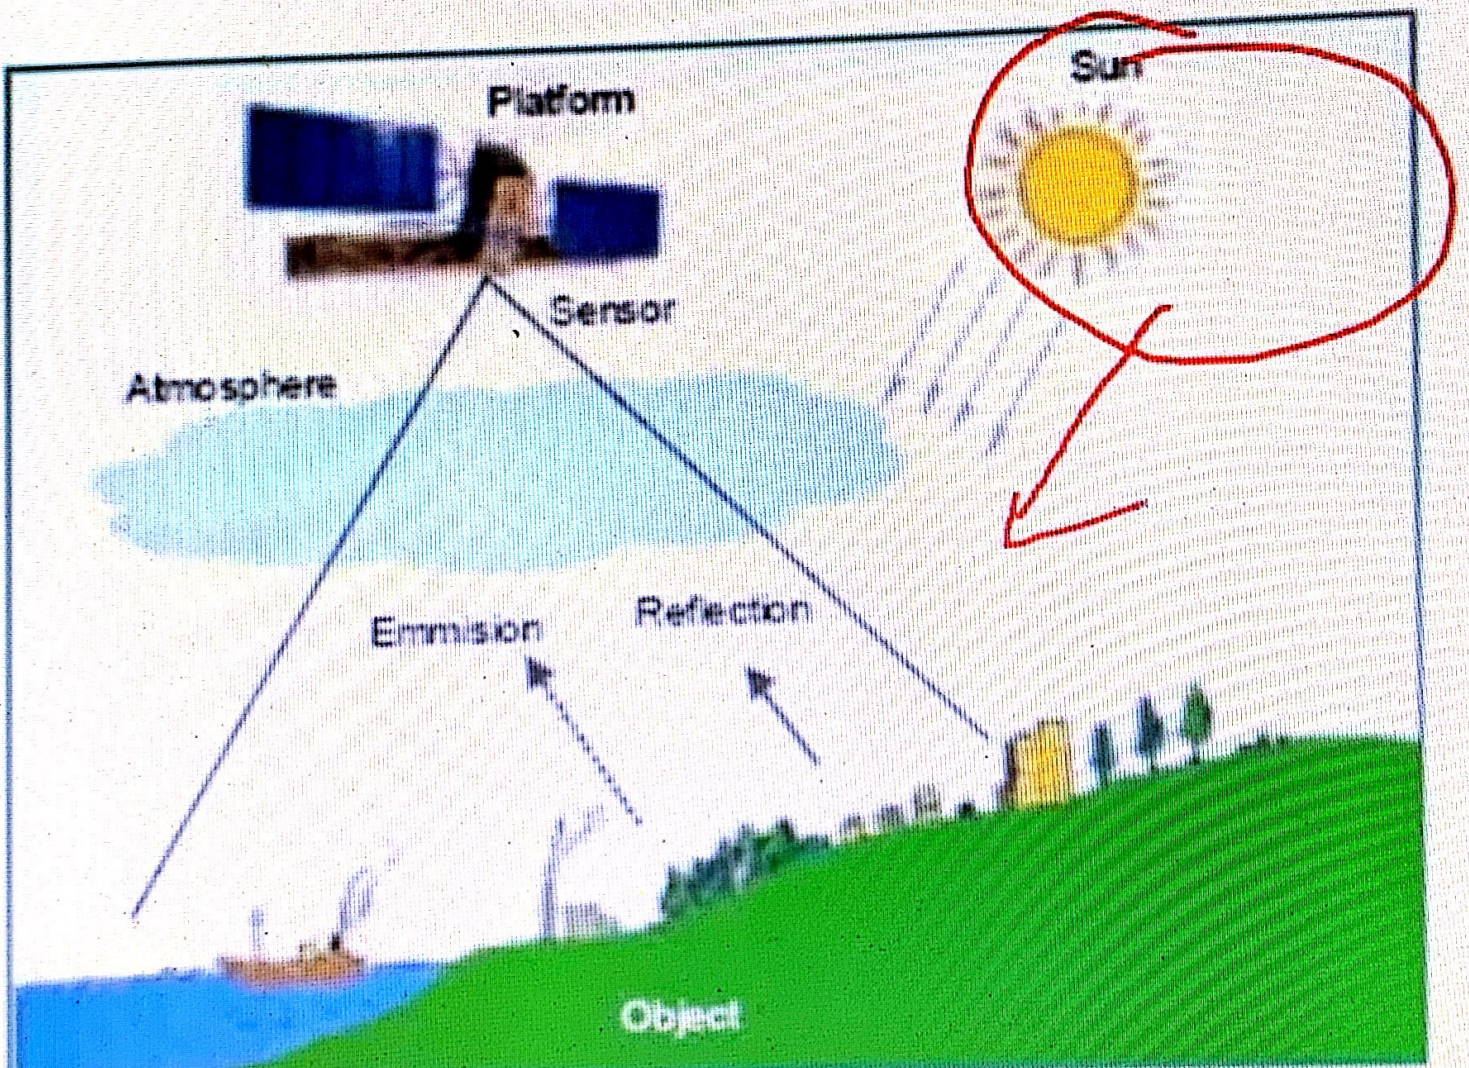 Sun
Platform
Sensor
Atmosphere
Emmision
Reflection
Object